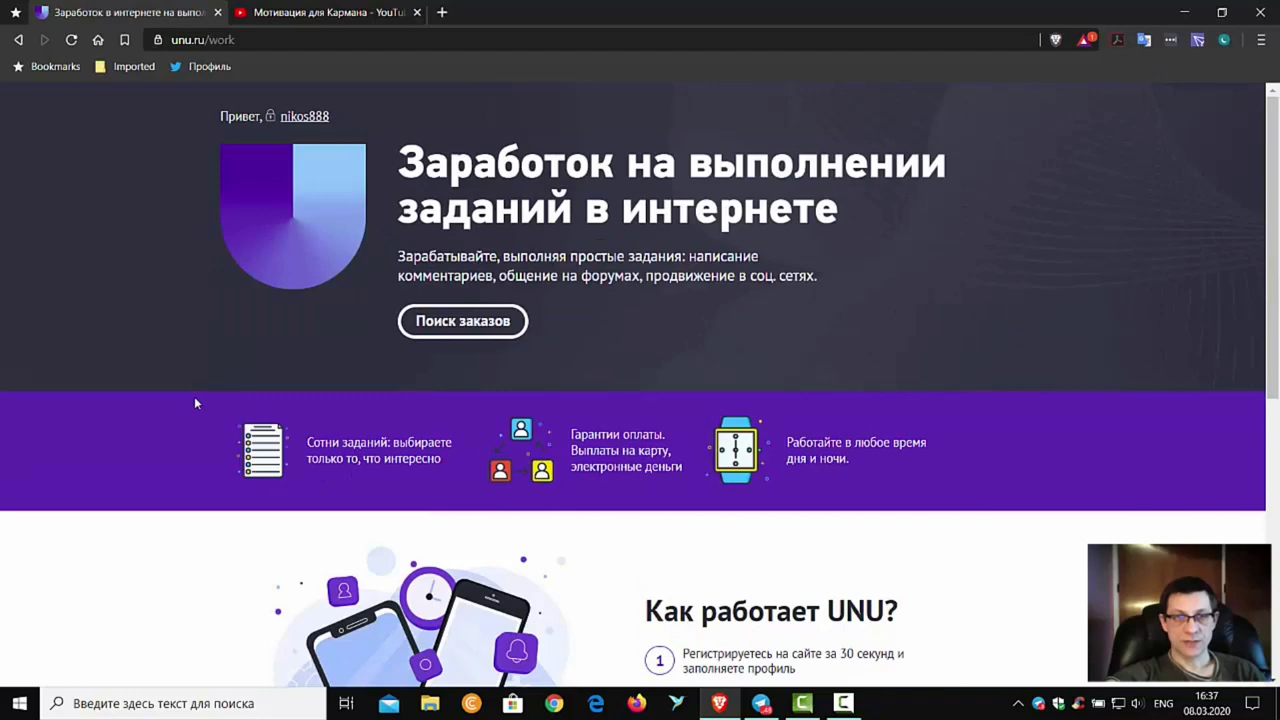 Заработок в интернете на выпол
Мотивация для Кармана - YouTu
unu.ru/work
1
Bookmarks
Imported
Профиль
Привет, nikos888
Заработок на выполнении
заданий в интернете
Зарабатывайте, выполняя простые задания: написание
комментариев, общение на форумах, продвижение в соц. сетях.
Поиск заказов
Сотни заданий: выбираете
только то, что интересно
Гарантии оплаты.
Выплаты на карту,
электронные деньги
Работайте в любое время
дня и ночи.
Как работает UNU?
1
Регистрируетесь на сайте за 30 секунд и
заполняете профиль
Введите здесь текст для поиска
ENG
16:37
08.03.2020